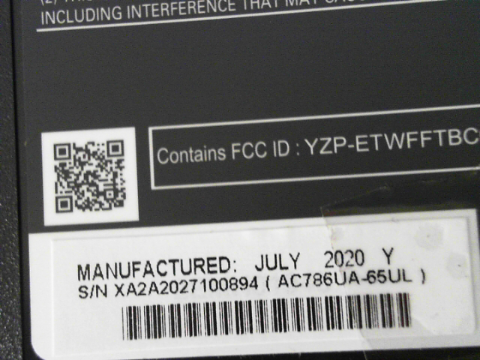 INCLUDING INTERFERENCE THAT MAY
Contains FCC ID : YZP-ETWFFTBC
MANUFACTURED: JULY 2020 Y
S/N XA2A2027100894 ( AC786UA-65UL )